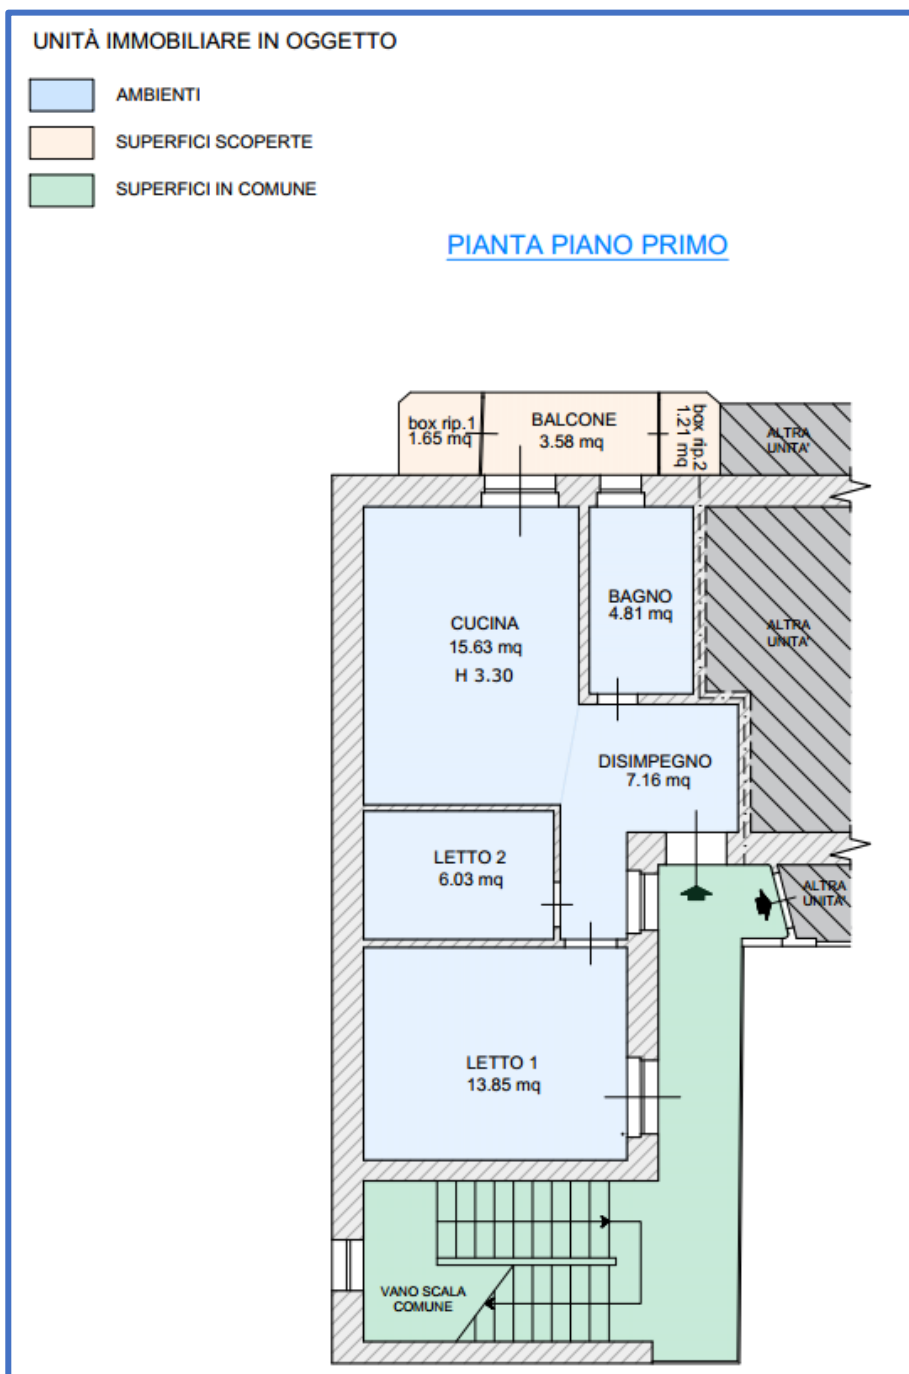 UNITÀ IMMOBILIARE IN OGGETTO
AMBIENTI
SUPERFICI SCOPERTE
SUPERFICI IN COMUNE
PIANTA PIANO PRIMO
box rip.1
1.65 mq
BALCONE
3.58 mq
box rip.2
1.21 mq
ALTRA
UNITA'
CUCINA
15.63 mq
H 3.30
BAGNO
4.81 mq
ALTRA
UNITA'
DISIMPEGNO
7.16 mq
LETTO 2
6.03 mq
ALTRA
UNITA'
LETTO 1
13.85 mq
VANO SCALA
COMUNE